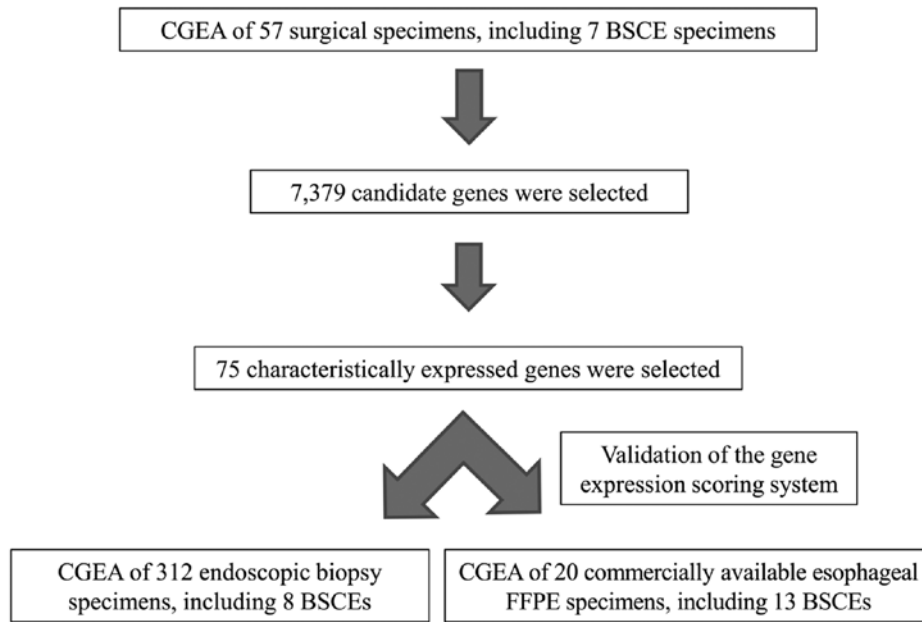 CGEA of 57 surgical specimens, including 7 BSCE specimens
7,379 candidate genes were selected
75 characteristically expressed genes were selected
Validation of the gene
expression scoring system
CGEA of 312 endoscopic biopsy
specimens, including 8 BSCEs
CGEA of 20 commercially available esophageal
FFPE specimens, including 13 BSCEs